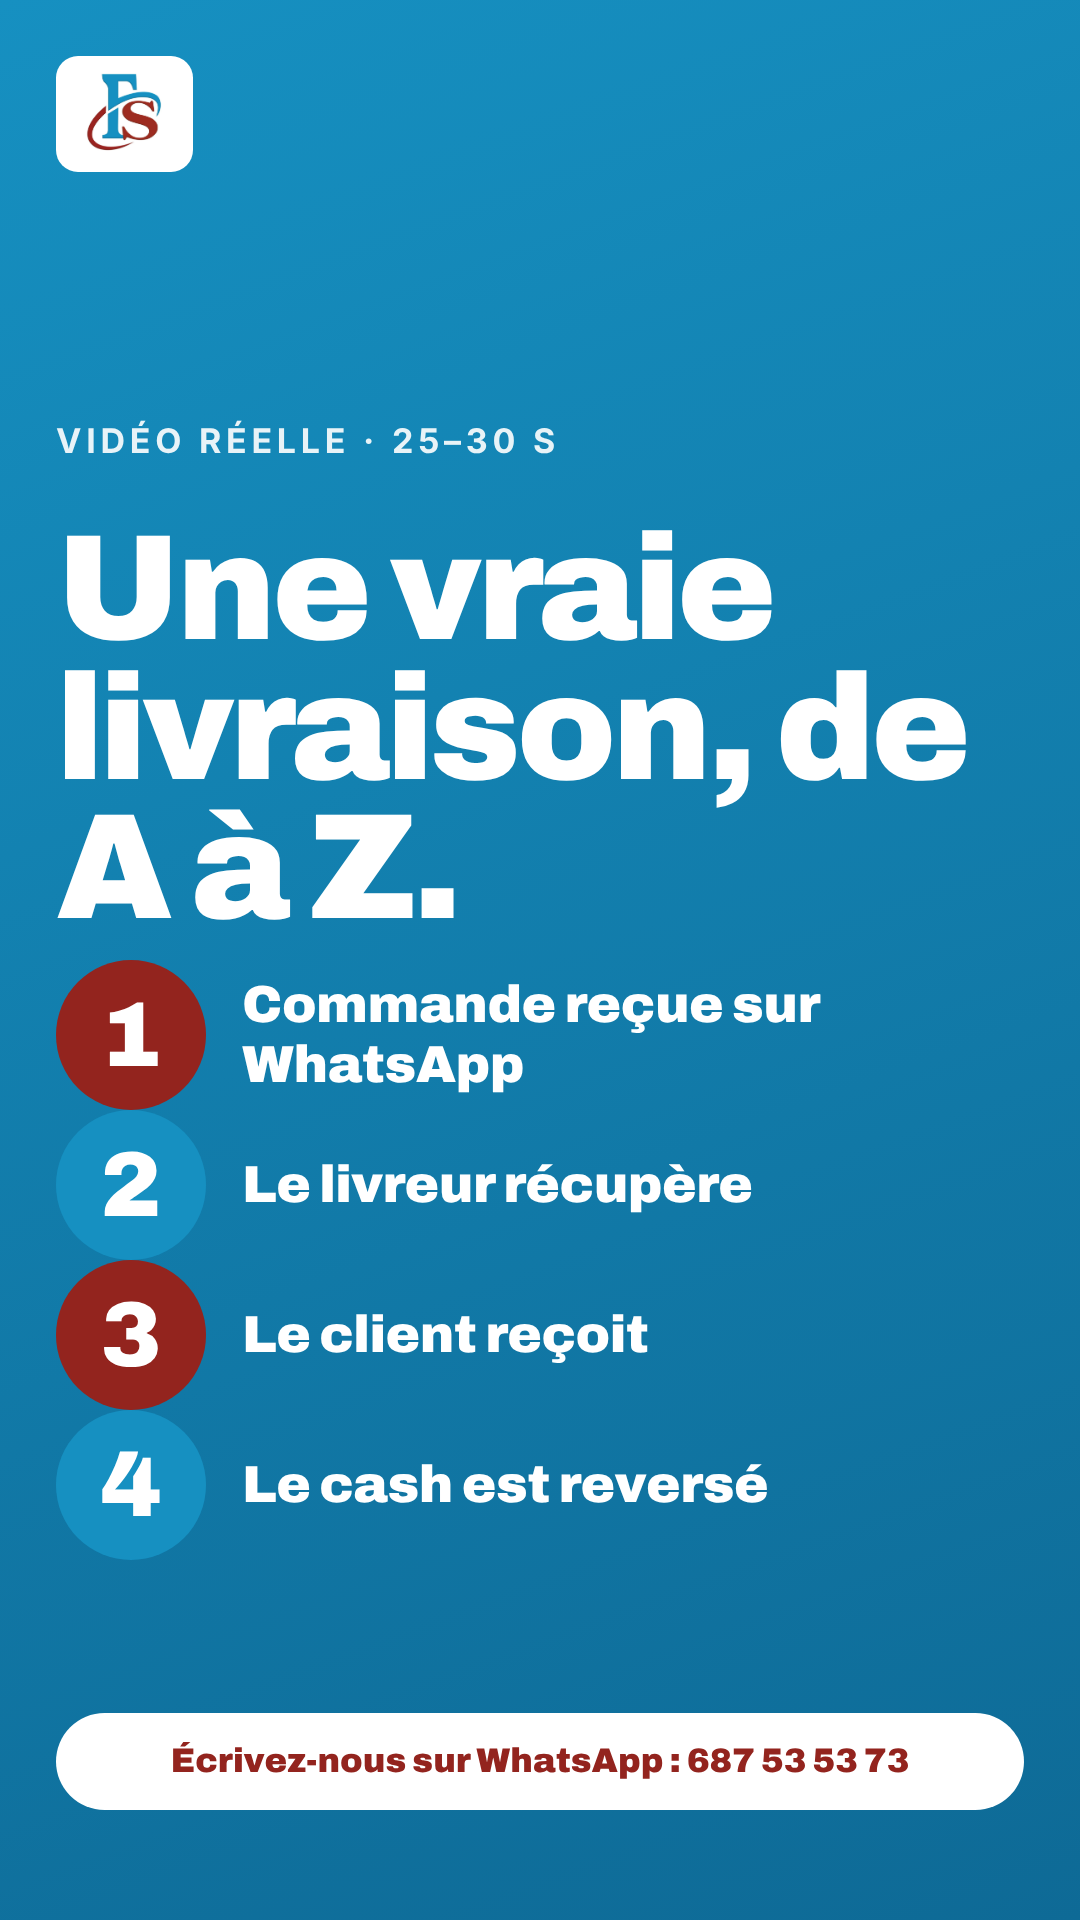 FS
VIDÉO RÉELLE · 25–30 S
Une vraie
livraison, de
A à Z.
1
Commande reçue sur
WhatsApp
2
Le livreur récupère
3
Le client reçoit
4
Le cash est reversé
Écrivez-nous sur WhatsApp : 687 53 53 73